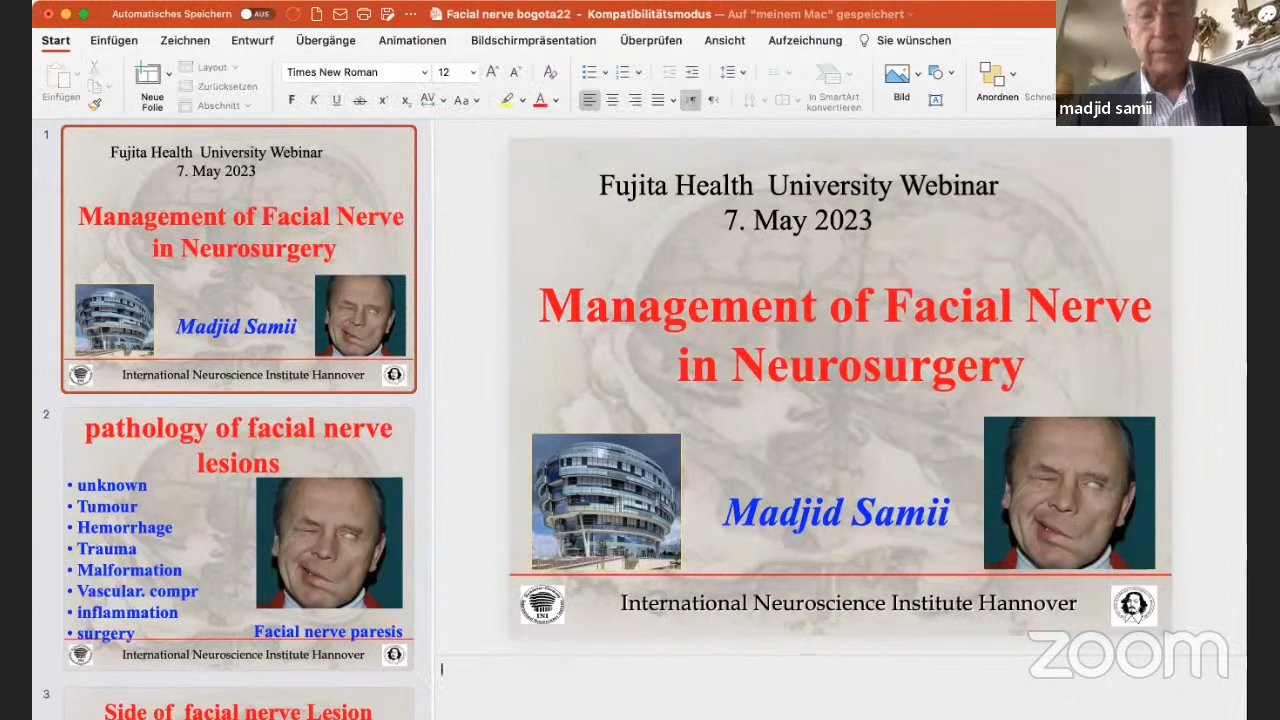 Automatisches Speichern AUS
Facial nerve bogota22 - Kompatibilitätsmodus — Auf "meinem Mac" gespeichert
Start Einfügen Zeichnen Entwurf Übergänge Animationen Bildschirmpräsentation Überprüfen Ansicht Aufzeichnung Sie wünschen
Einfügen
Neue
Folie
Layout
Zurücksetzen
Abschnitt
Times New Roman
12
F K U ab x x AV Aa A
In SmartArt
konvertieren
Bild
Anordnen
madjid samii
1
Fujita Health University Webinar
7. May 2023
Management of Facial Nerve
in Neurosurgery
Madjid Samii
International Neuroscience Institute Hannover
2
pathology of facial nerve
lesions
• unknown
• Tumour
• Hemorrhage
• Trauma
• Malformation
• Vascular. compr
• inflammation
• surgery
Facial nerve paresis
International Neuroscience Institute Hannover
3
Side of facial nerve Lesion
Fujita Health University Webinar
7. May 2023
Management of Facial Nerve
in Neurosurgery
Madjid Samii
INI
International Neuroscience Institute Hannover
zoom